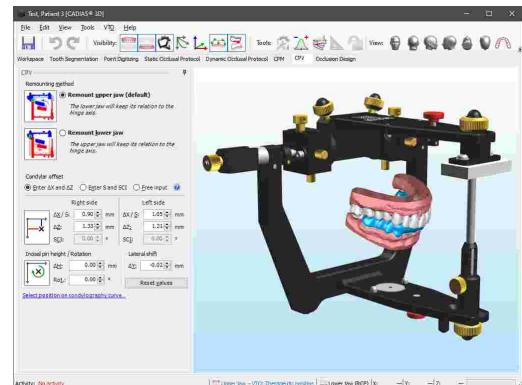 Test, Patient 3 [CADIAS® 3D]
File Edit View Tools VTO Help
Visibility: Tools: View:
Workspace Tooth Segmentation Point Digitizing Static Occlusal Protocol Dynamic Occlusal Protocol CPM CPV Occlusion Design
CPV
Remounting method
Remount upper jaw (default)
The lower jaw will keep its relation to the
hinge axis.
Remount lower jaw
The upper jaw will keep its relation to the
hinge axis.
Condylar offset
Enter ΔX and ΔZ Enter S and SCI Free input
Right side Left side
ΔX / S: 0.90 mm ΔX / S: 1.05 mm
ΔZ: 1.33 mm ΔZ: 1.21 mm
SCI: 0.00 ° SCI: 0.00 °
Incisal pin height / Rotation Lateral shift
ΔH: 0.00 mm ΔY: -0.02 mm
Rot.: 0.00 ° Reset values
Select position on condylography curve...
Activity: No activity Upper Jaw - VTO: Therapeutic position Lower Jaw (RCP) X: --- Y: --- Z: ---